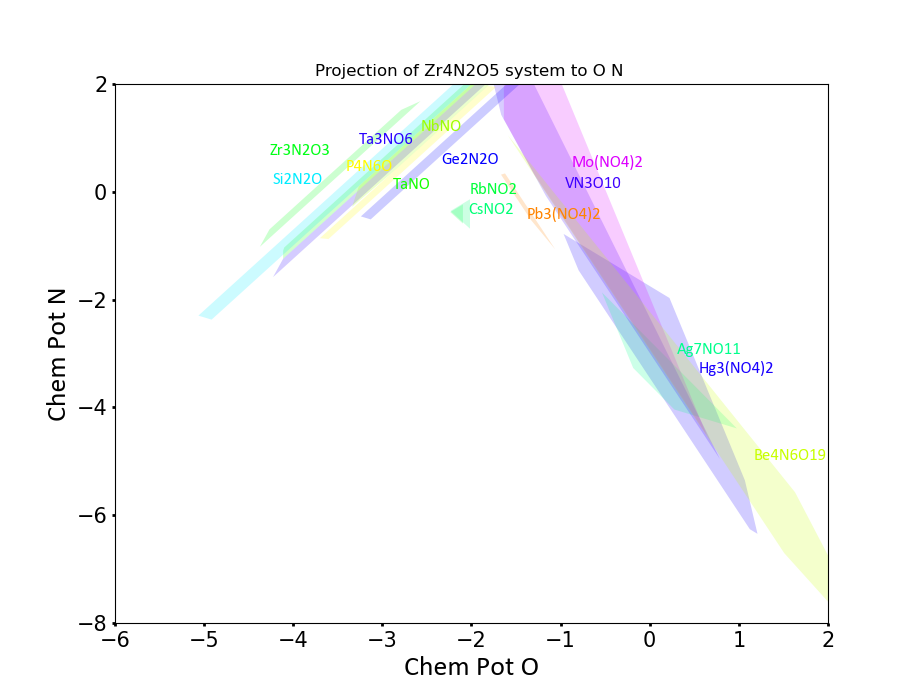 Projection of Zr4N2O5 system to O N
2
NbNO
Ta3NO6
Zr3N2O3
Ge2N2O
Mo(NO4)2
P4N6O
Si2N2O
TaNO
VN3O10
RbNO2
0
CsNO2
Pb3(NO4)2
−2
Chem Pot N
Ag7NO11
Hg3(NO4)2
−4
Be4N6O19
−6
−8
−6 −5 −4 −3 −2 −1 0 1 2
Chem Pot O